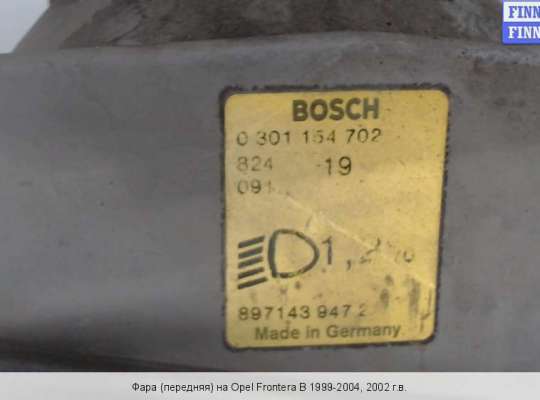 FINN
FINN
BOSCH
0 301 154 702
824 -19
091
1,2%
897143 947 2
Made in Germany
Фара (передняя) на Opel Frontera B 1999-2004, 2002 г.в.